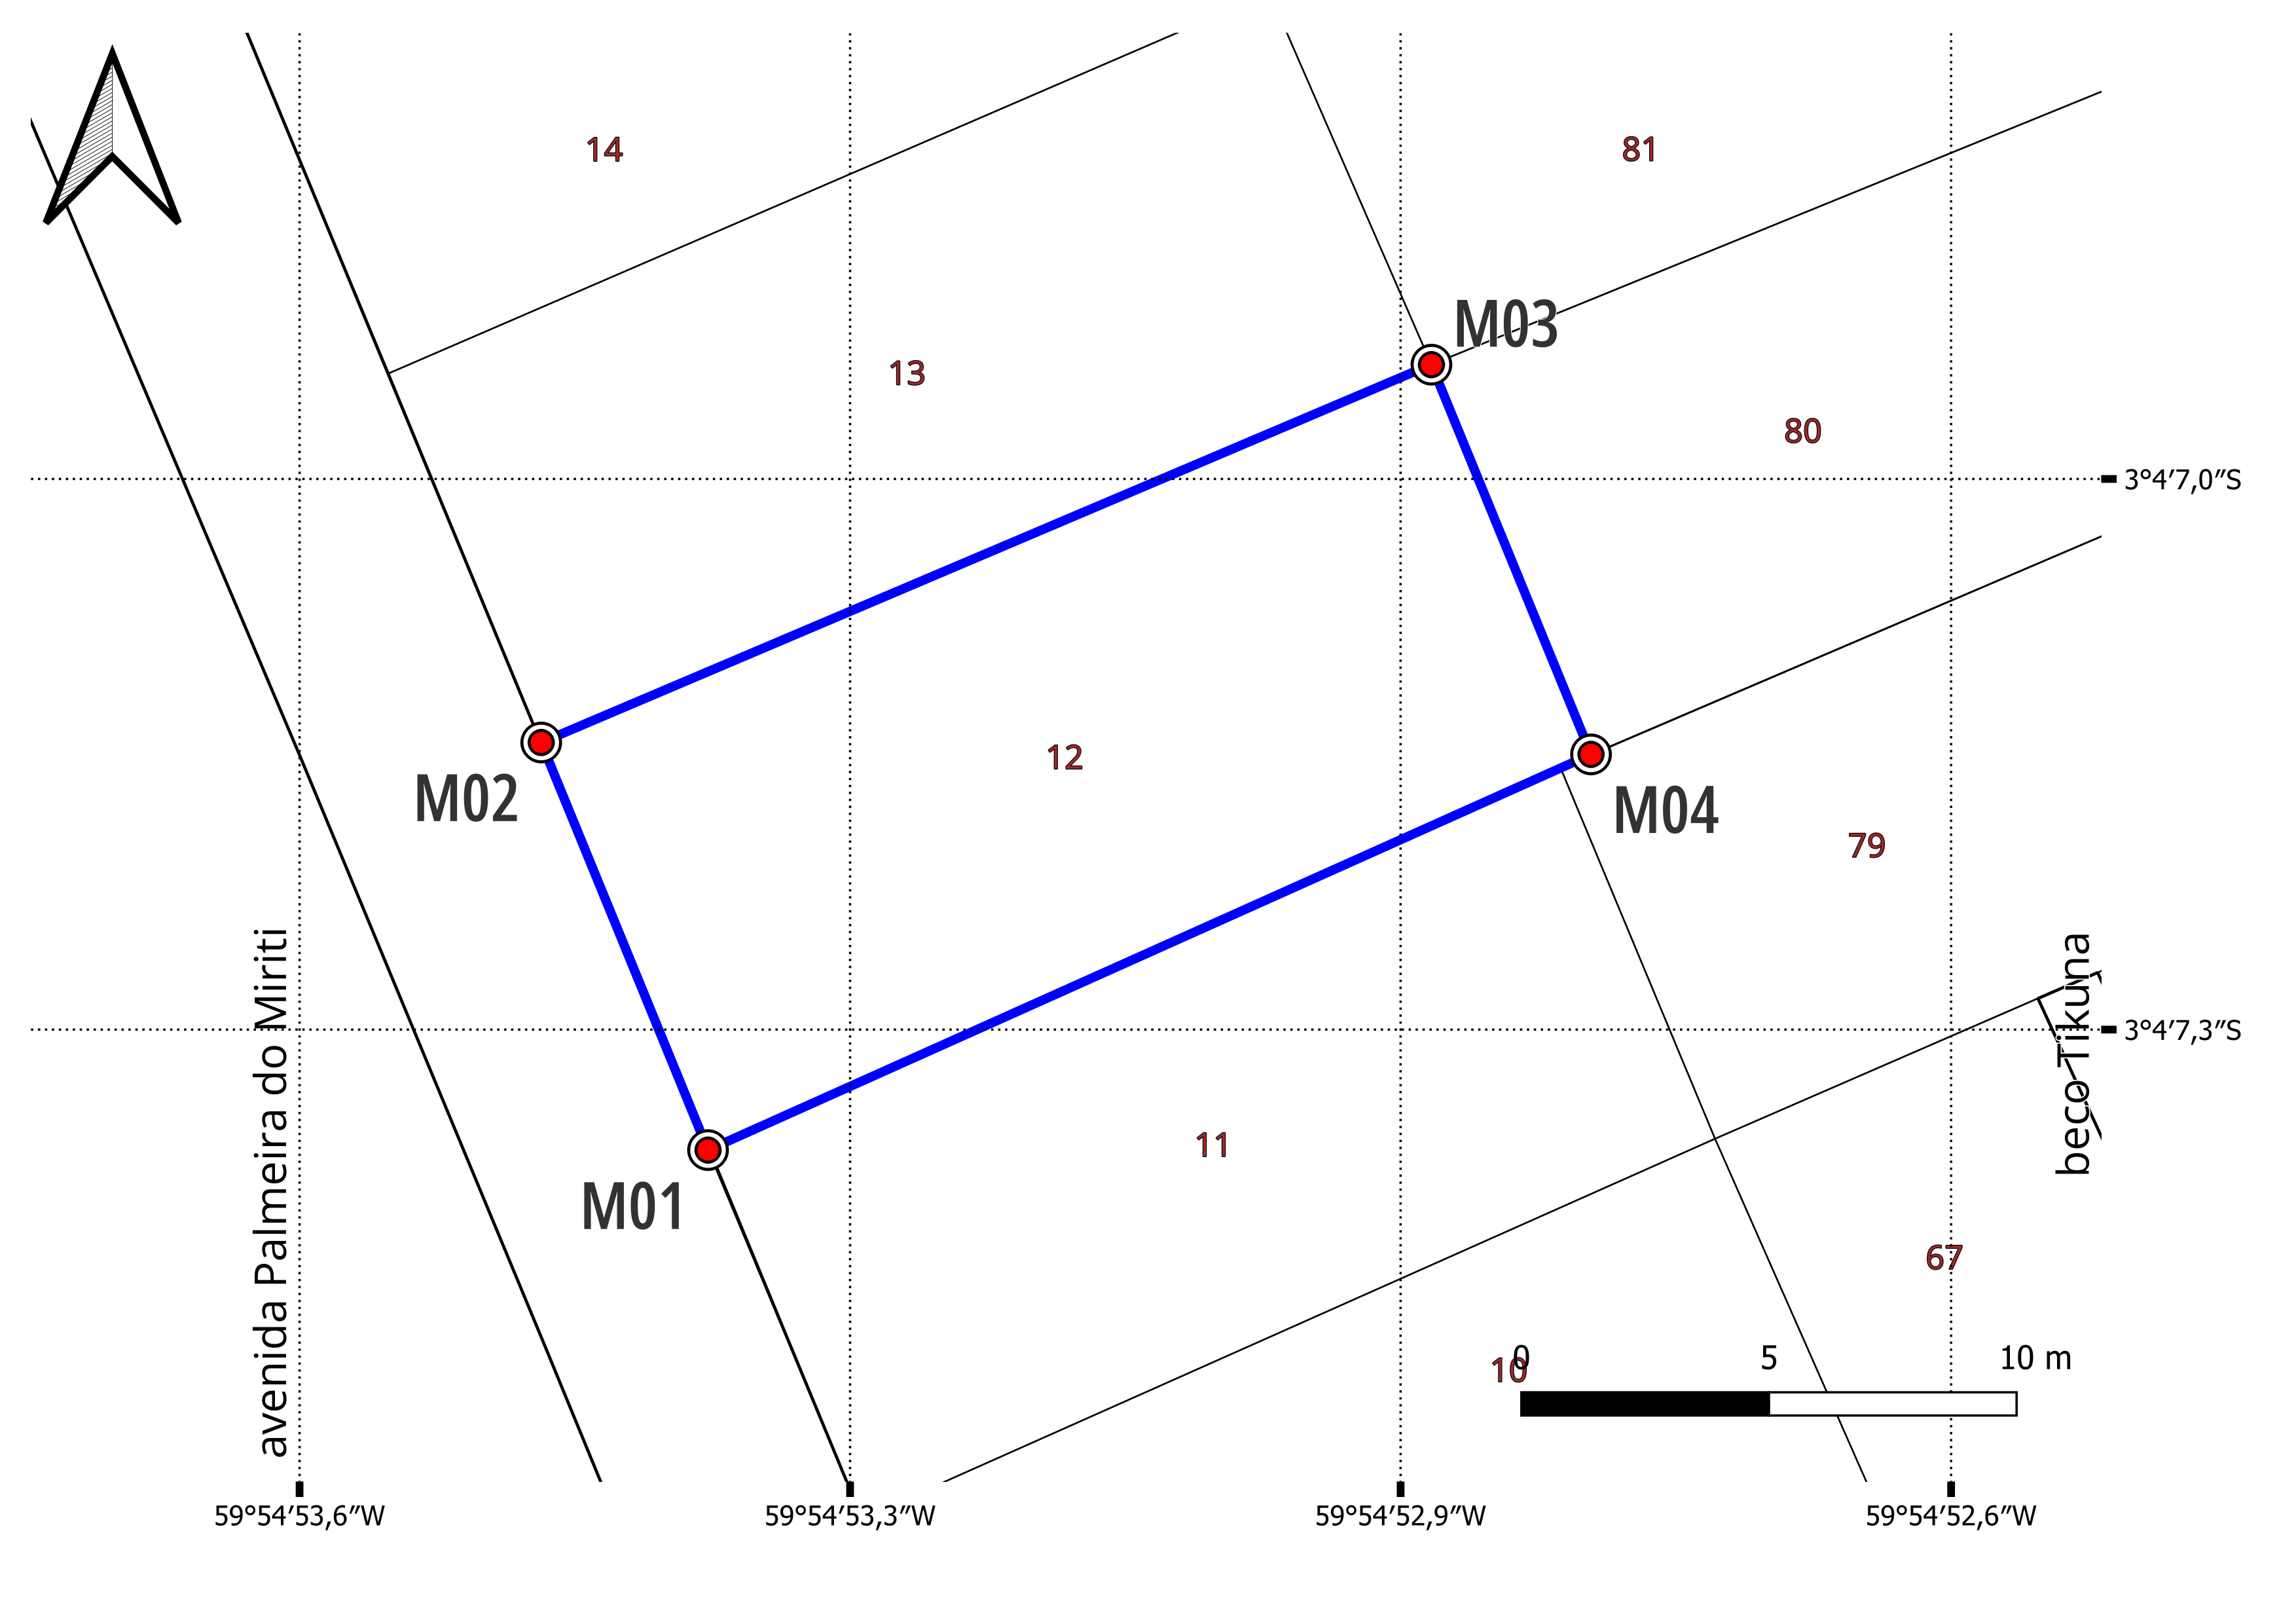 14
81
M03
13
80
3°4′7,0″S
12
M02
M04
79
avenida Palmeira do Miriti
beco Tikuna
3°4′7,3″S
11
M01
67
10
0 5 10 m
59°54′53,6″W 59°54′53,3″W 59°54′52,9″W 59°54′52,6″W